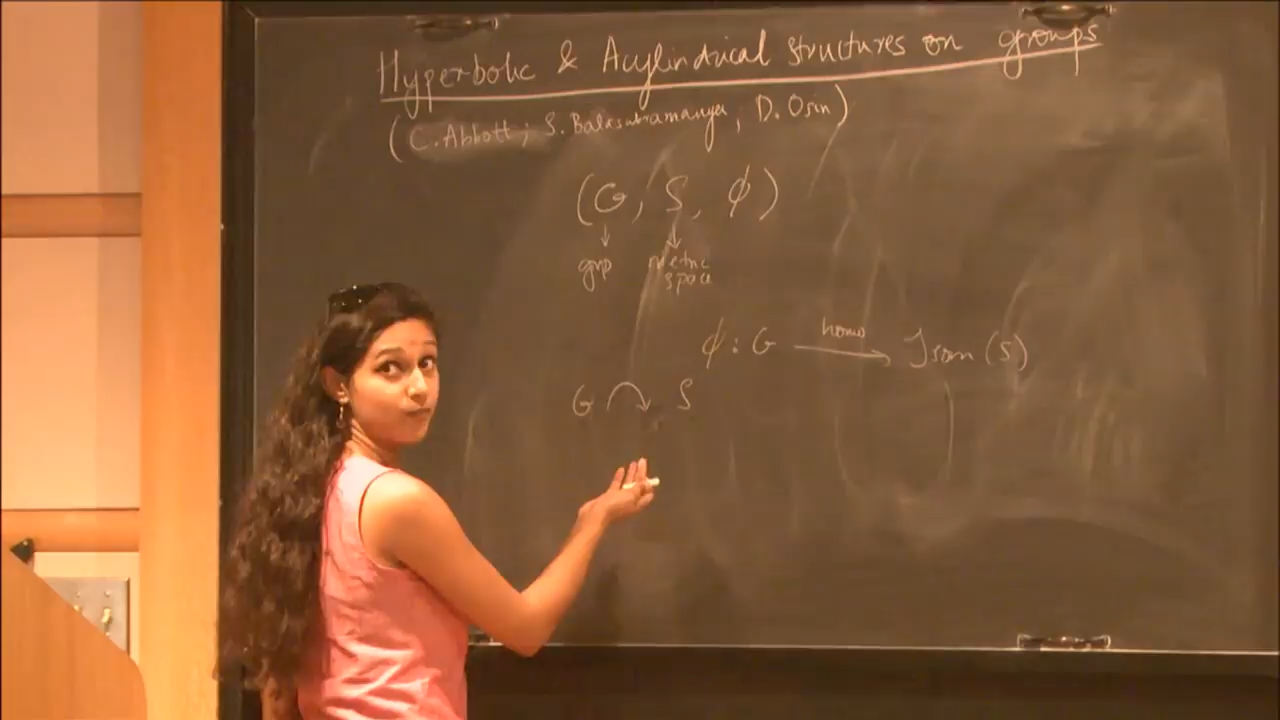 Hyperbolic & Acylindrical structures on groups
(C. Abbott; S. Balasubramanya, D. Osin)
(G, S, ϕ)
↓ ↓
grp metric
space
ϕ : G homo⟶ Isom (S)
G ↷ S